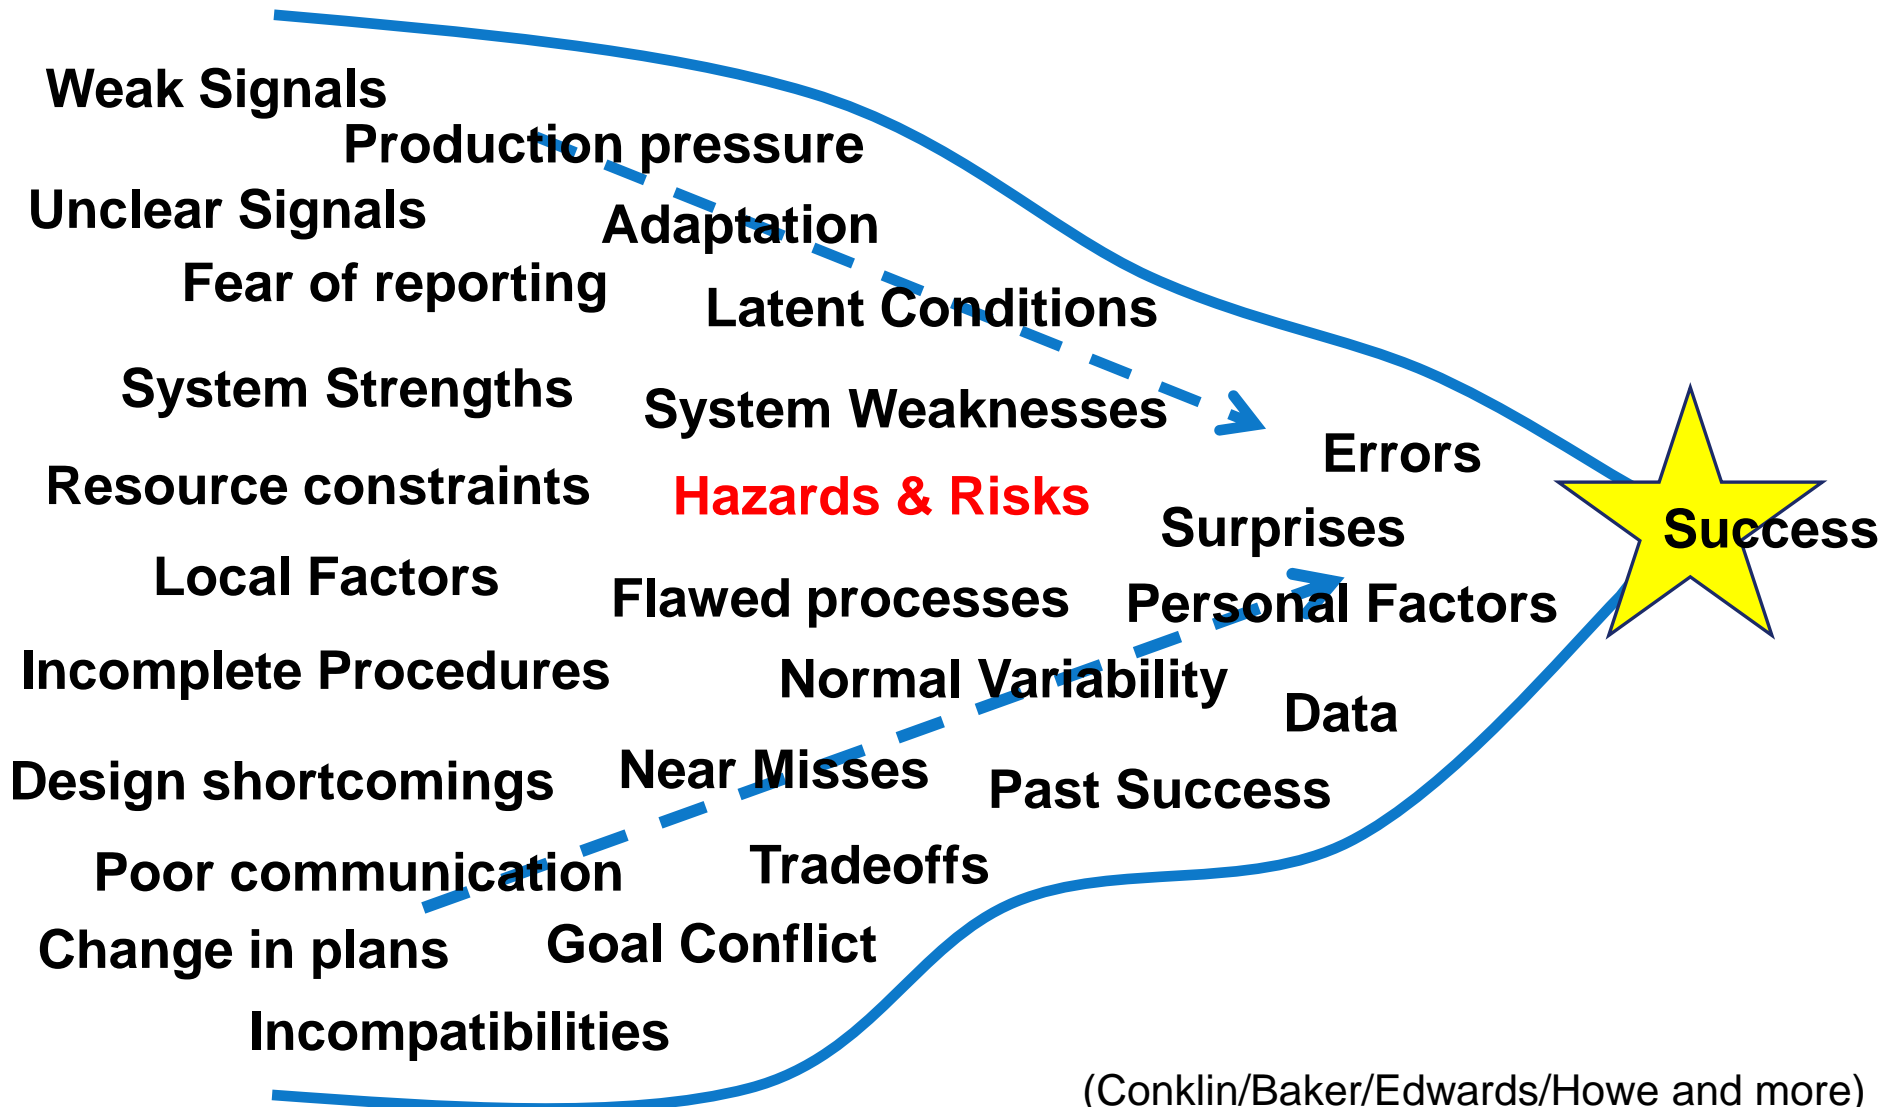 Weak Signals
Production pressure
Unclear Signals
Adaptation
Fear of reporting
Latent Conditions
System Strengths
System Weaknesses
Errors
Resource constraints
Hazards & Risks
Surprises
Success
Local Factors
Flawed processes
Personal Factors
Incomplete Procedures
Normal Variability
Data
Design shortcomings
Near Misses
Past Success
Poor communication
Tradeoffs
Change in plans
Goal Conflict
Incompatibilities
(Conklin/Baker/Edwards/Howe and more)